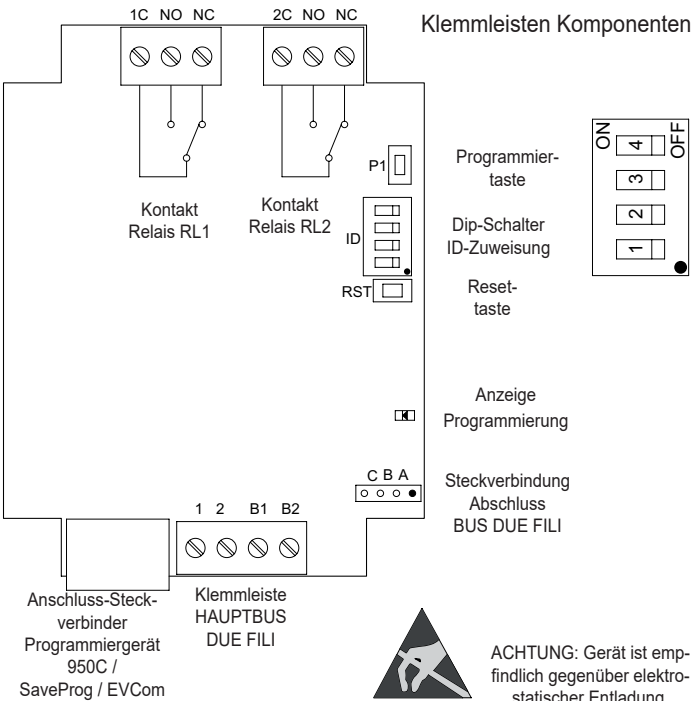 Klemmleisten Komponenten
1C NO NC
2C NO NC
Kontakt
Relais RL1
Kontakt
Relais RL2
P1
Programmier-
taste
ID
Dip-Schalter
ID-Zuweisung
RST
Reset-
taste
ON
OFF
4
3
2
1
Anzeige
Programmierung
C B A
Steckverbindung
Abschluss
BUS DUE FILI
1 2 B1 B2
Anschluss-Steck-
verbinder
Programmiergerät
950C /
SaveProg / EVCom
Klemmleiste
HAUPTBUS
DUE FILI
ACHTUNG: Gerät ist emp-
findlich gegenüber elektro-
statischer Entladung